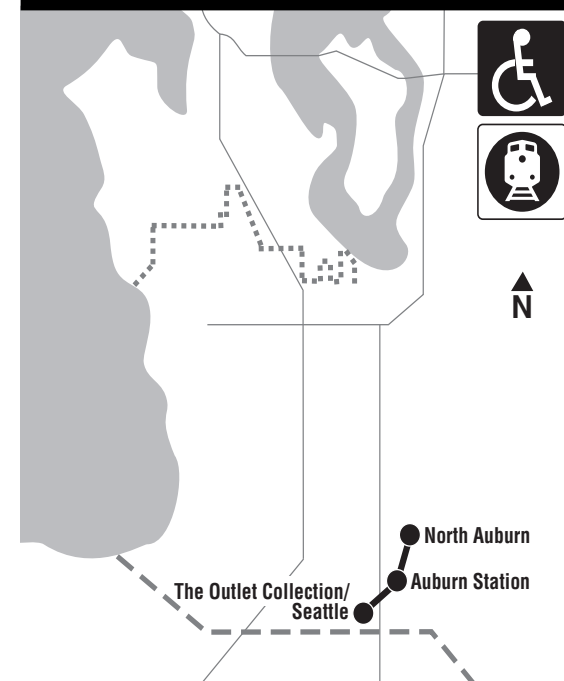 N
North Auburn
Auburn Station
The Outlet Collection/
Seattle